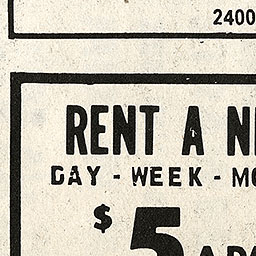 2400
RENT A N
DAY - WEEK - MO
$5